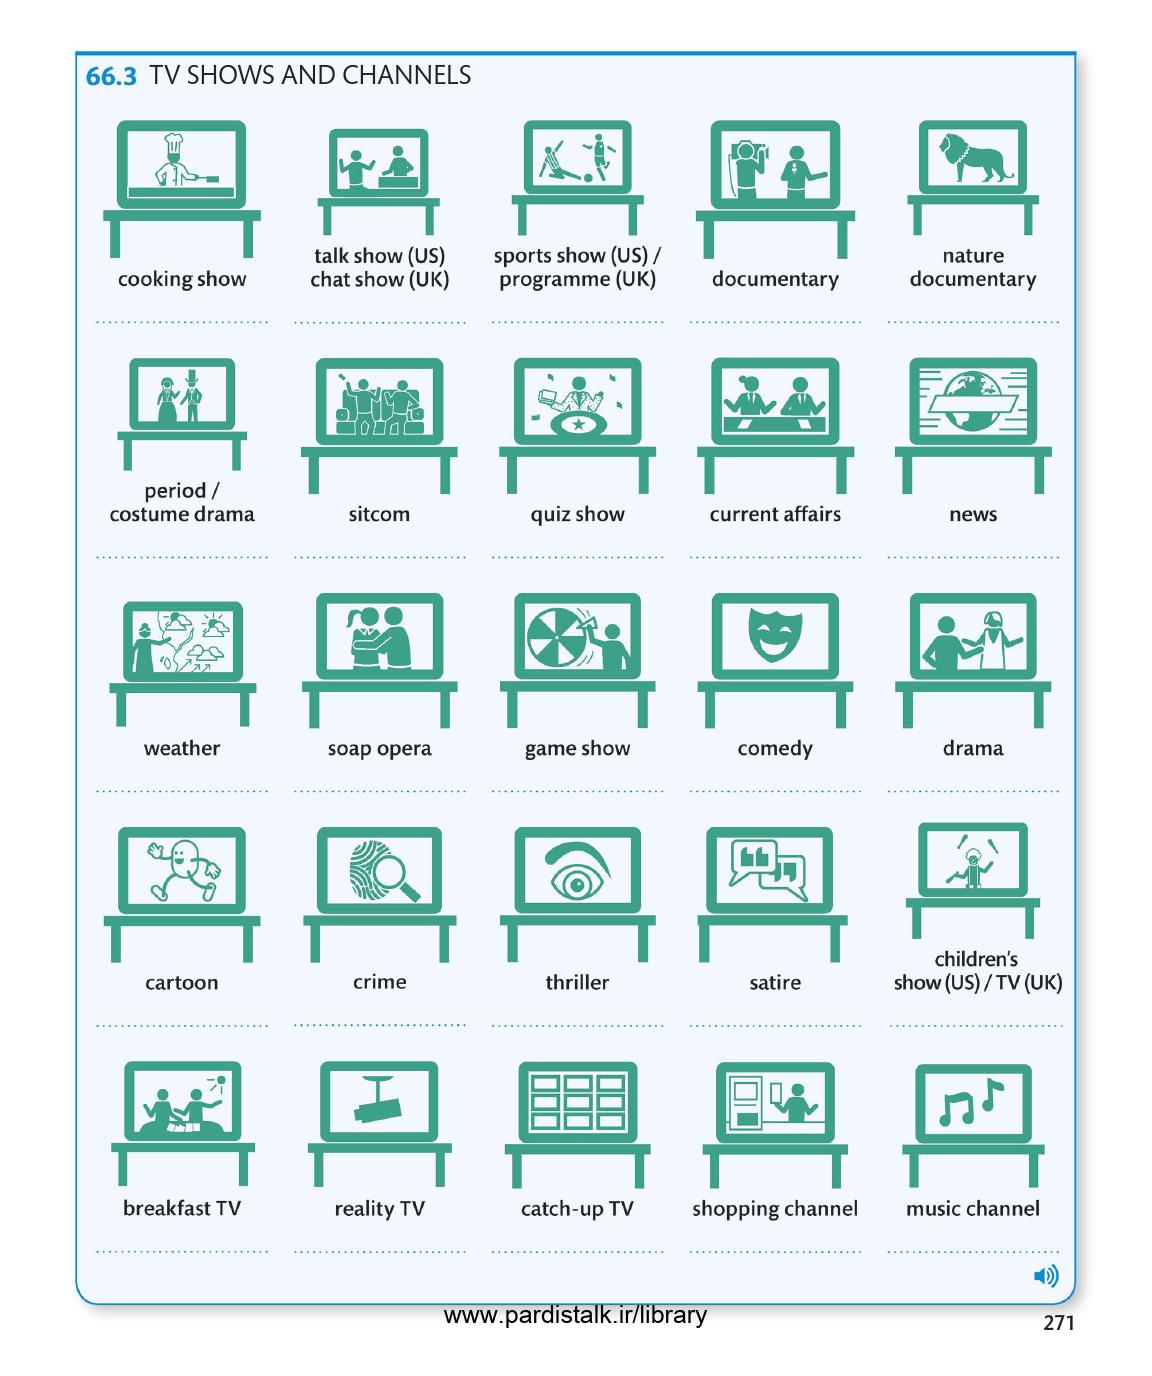 66.3 TV SHOWS AND CHANNELS
cooking show
talk show (US)
chat show (UK)
sports show (US) /
programme (UK)
documentary
nature
documentary
period /
costume drama
sitcom
quiz show
current affairs
news
weather
soap opera
game show
comedy
drama
cartoon
crime
thriller
satire
children's
show (US) / TV (UK)
breakfast TV
reality TV
catch-up TV
shopping channel
music channel
www.pardistalk.ir/library
271